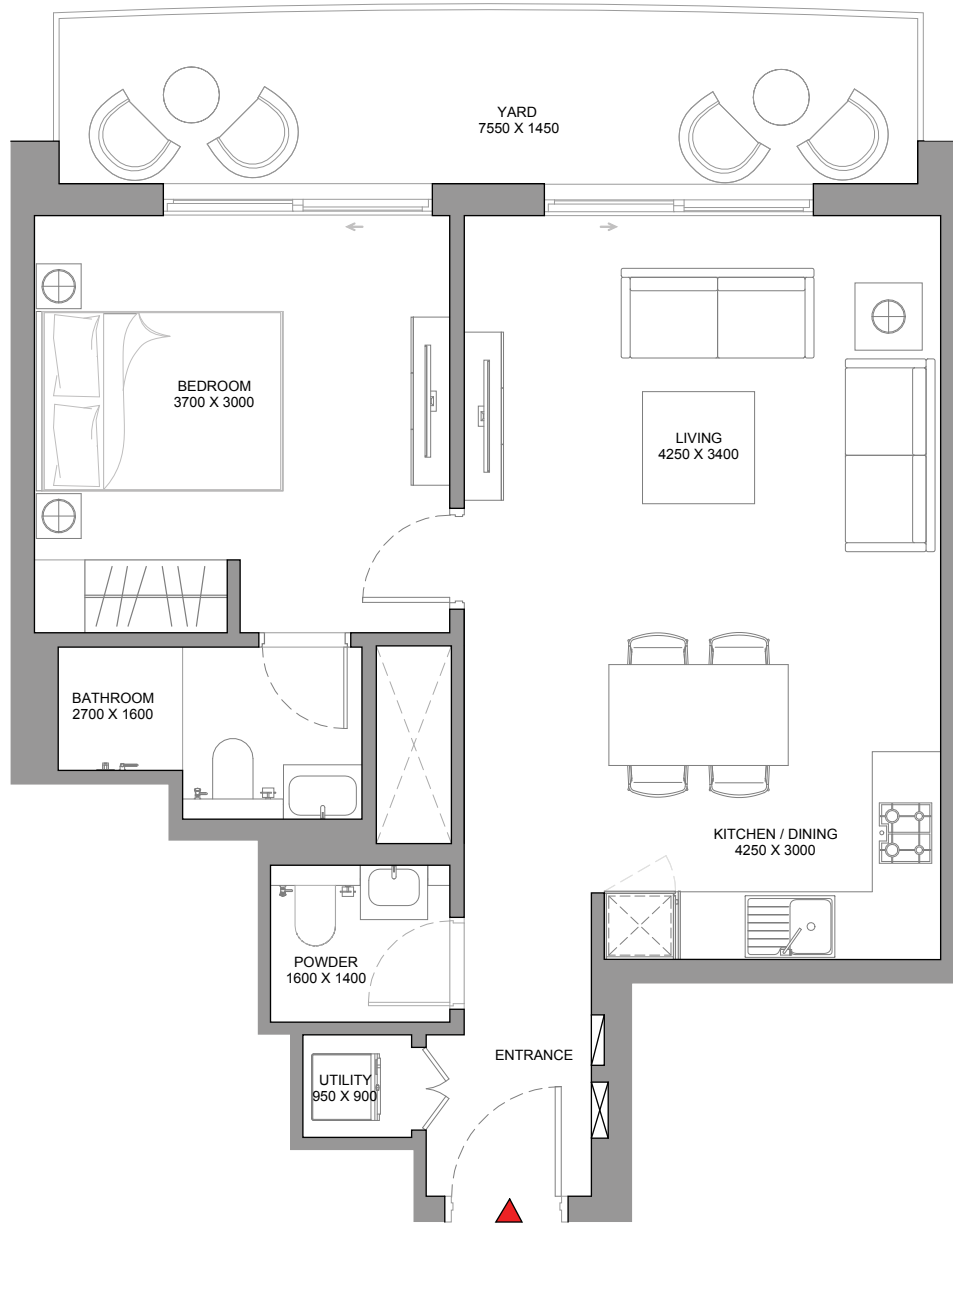 YARD
7550 X 1450
BEDROOM
3700 X 3000
LIVING
4250 X 3400
BATHROOM
2700 X 1600
KITCHEN / DINING
4250 X 3000
POWDER
1600 X 1400
ENTRANCE
UTILITY
950 X 900